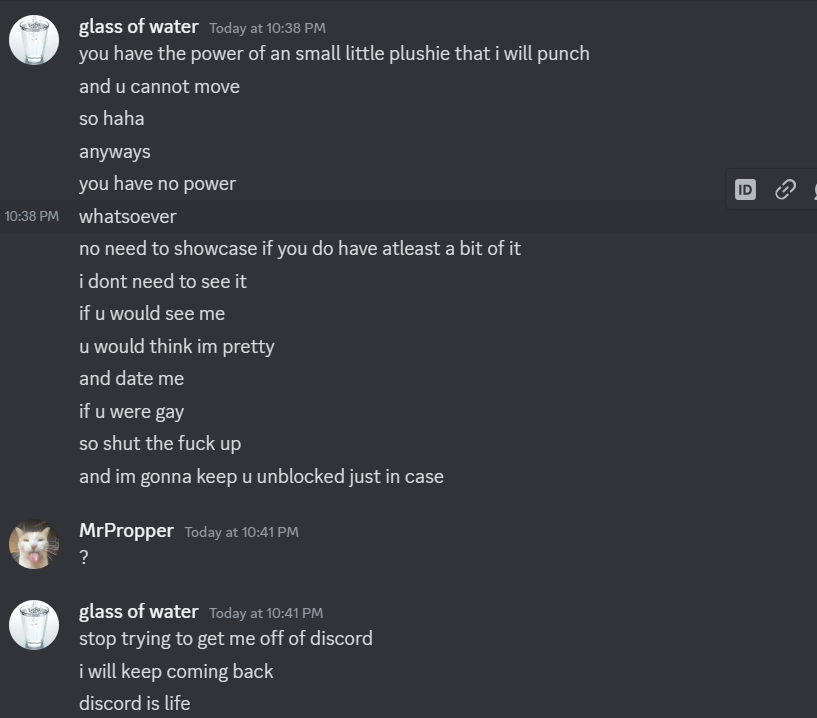 glass of water Today at 10:38 PM
you have the power of an small little plushie that i will punch
and u cannot move
so haha
anyways
you have no power
ID
10:38 PM whatsoever
no need to showcase if you do have atleast a bit of it
i dont need to see it
if u would see me
u would think im pretty
and date me
if u were gay
so shut the fuck up
and im gonna keep u unblocked just in case
MrPropper Today at 10:41 PM
?
glass of water Today at 10:41 PM
stop trying to get me off of discord
i will keep coming back
discord is life